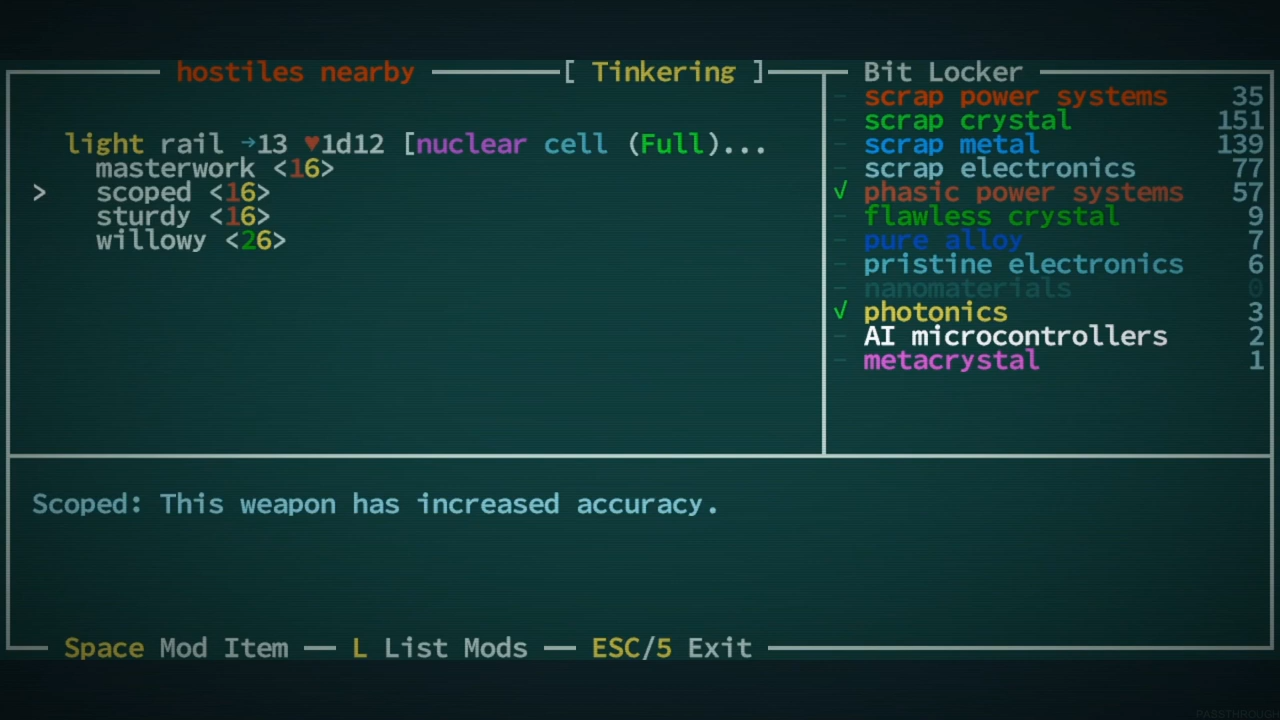 hostiles nearby [ Tinkering ] Bit Locker
light rail →13 ♥1d12 [nuclear cell (Full)...
masterwork <16>
> scoped <16>
sturdy <16>
willowy <26>
- scrap power systems 35
- scrap crystal 151
- scrap metal 139
- scrap electronics 77
√ phasic power systems 57
- flawless crystal 9
- pure alloy 7
- pristine electronics 6
- nanomaterials 0
√ photonics 3
- AI microcontrollers 2
- metacrystal 1
Scoped: This weapon has increased accuracy.
Space Mod Item — L List Mods — ESC/5 Exit